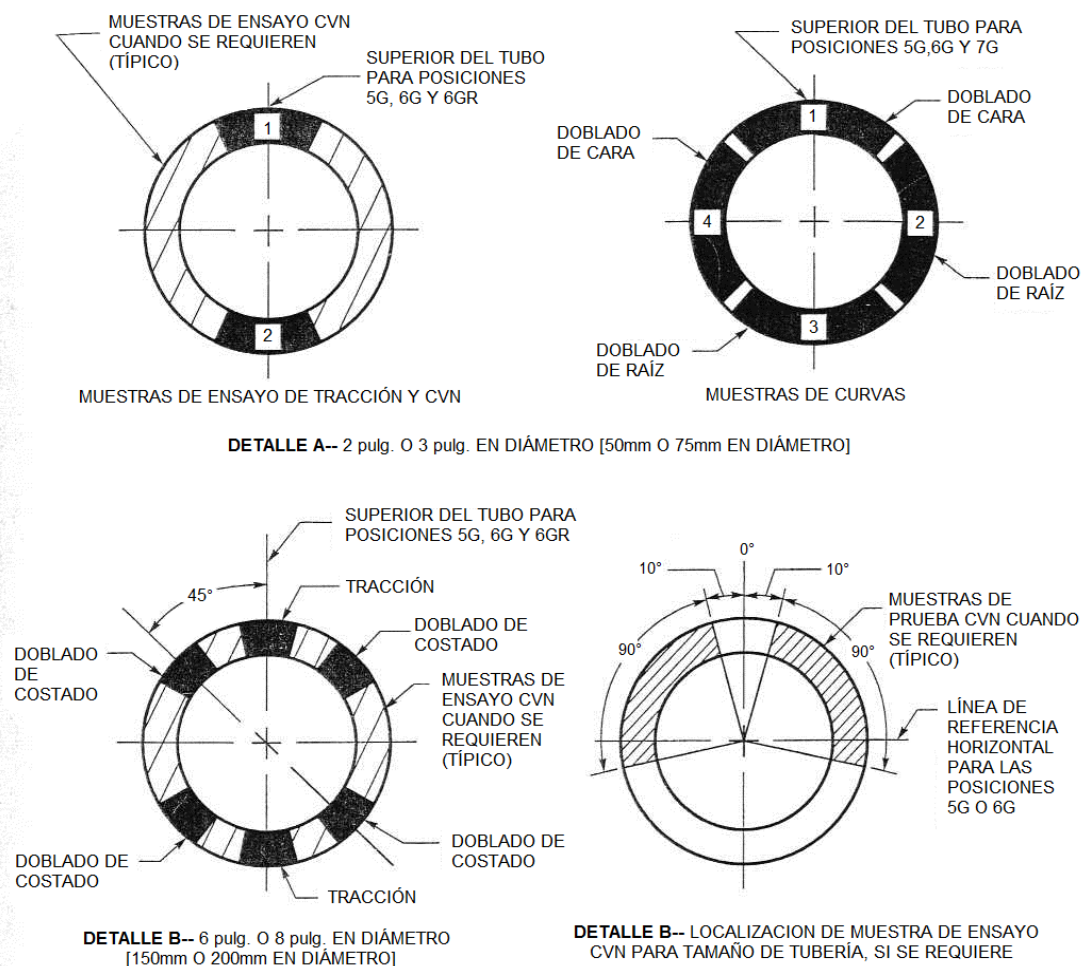 MUESTRAS DE ENSAYO CVN
CUANDO SE REQUIEREN
(TÍPICO)
SUPERIOR DEL TUBO
PARA POSICIONES
5G, 6G Y 6GR
1
2
MUESTRAS DE ENSAYO DE TRACCIÓN Y CVN
SUPERIOR DEL TUBO PARA
POSICIONES 5G,6G Y 7G
DOBLADO
DE CARA
DOBLADO
DE CARA
1
4
2
3
DOBLADO
DE RAÍZ
DOBLADO
DE RAÍZ
MUESTRAS DE CURVAS
DETALLE A-- 2 pulg. O 3 pulg. EN DIÁMETRO [50mm O 75mm EN DIÁMETRO]
SUPERIOR DEL TUBO PARA
POSICIONES 5G, 6G Y 6GR
45°
TRACCIÓN
DOBLADO DE
COSTADO
DOBLADO
DE
COSTADO
MUESTRAS DE
ENSAYO CVN
CUANDO SE
REQUIEREN
(TÍPICO)
DOBLADO DE
COSTADO
DOBLADO DE
COSTADO
TRACCIÓN
DETALLE B-- 6 pulg. O 8 pulg. EN DIÁMETRO
[150mm O 200mm EN DIÁMETRO]
0°
10°
10°
90°
90°
MUESTRAS DE
PRUEBA CVN CUANDO
SE REQUIEREN
(TÍPICO)
LÍNEA DE
REFERENCIA
HORIZONTAL
PARA LAS
POSICIONES
5G O 6G
DETALLE B-- LOCALIZACION DE MUESTRA DE ENSAYO
CVN PARA TAMAÑO DE TUBERÍA, SI SE REQUIERE